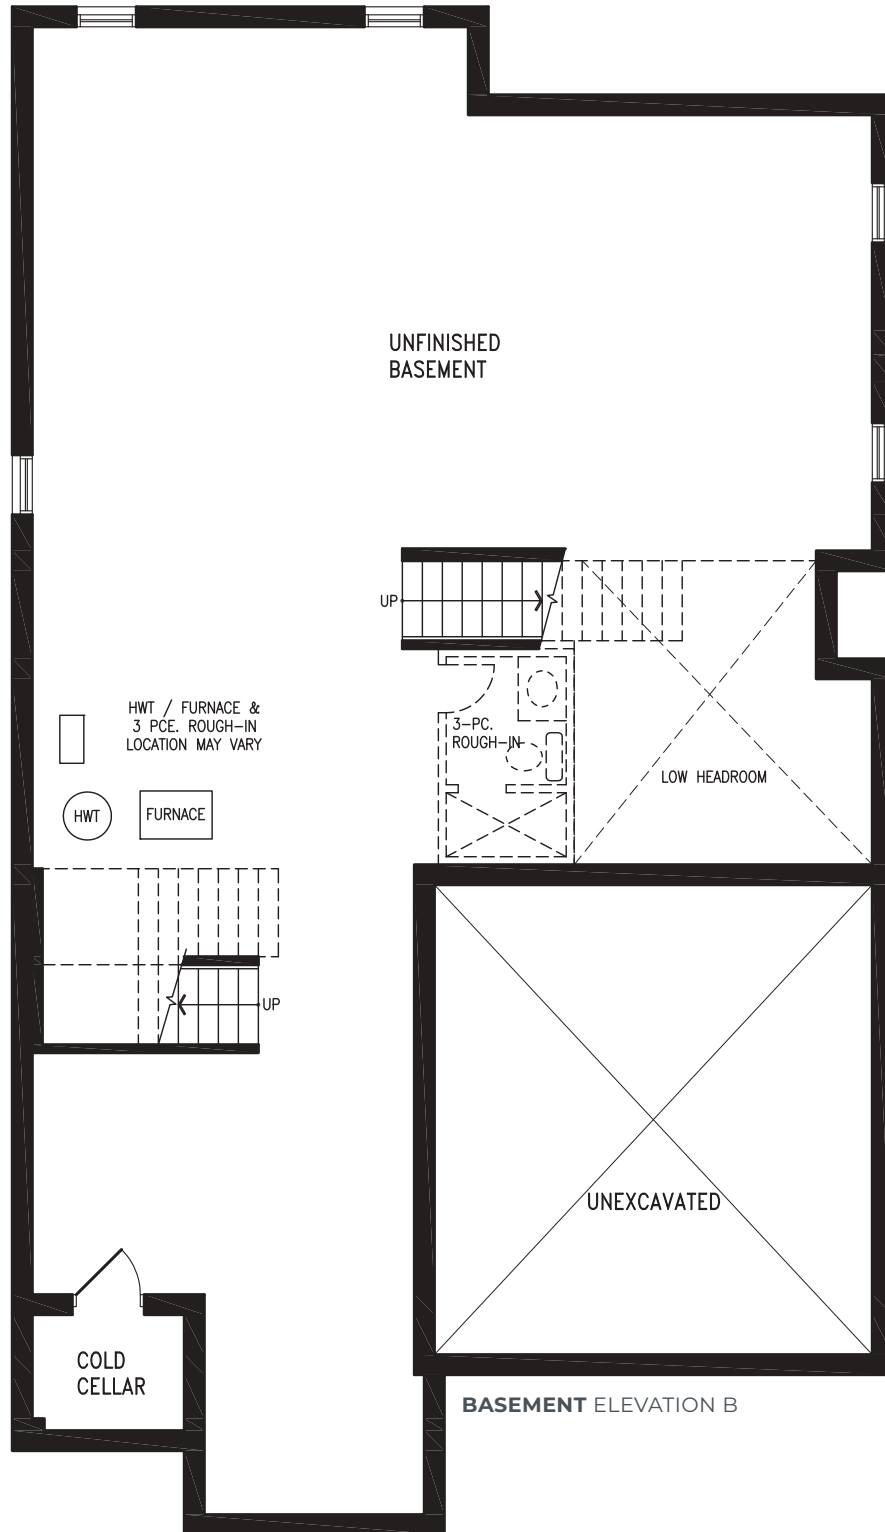 UNFINISHED
BASEMENT
UP
HWT / FURNACE &
3 PCE. ROUGH-IN
LOCATION MAY VARY
3-PC.
ROUGH-IN
LOW HEADROOM
HWT
FURNACE
UP
UNEXCAVATED
COLD
CELLAR
BASEMENT ELEVATION B